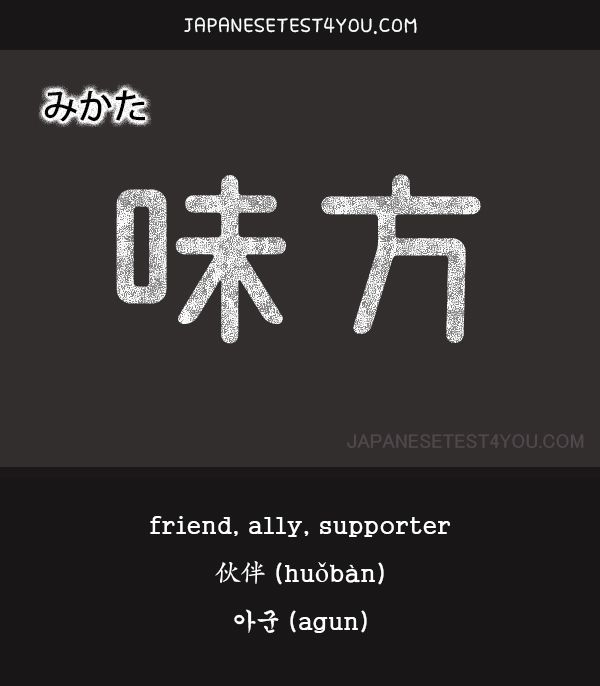 JAPANESETEST4YOU.COM
みかた
味方
JAPANESETEST4YOU.COM
friend, ally, supporter
伙伴 (huǒbàn)
아군 (agun)